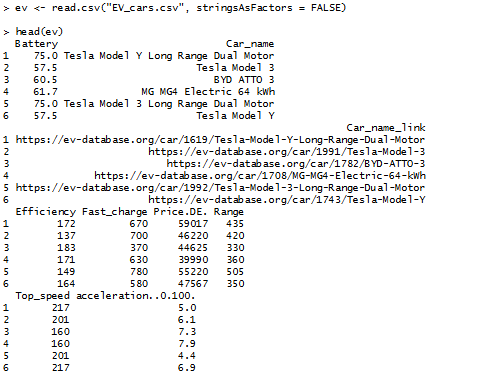 > ev <- read.csv("EV_cars.csv", stringsAsFactors = FALSE)
> head(ev)
  Battery                            Car_name
1    75.0 Tesla Model Y Long Range Dual Motor
2    57.5                       Tesla Model 3
3    60.5                          BYD ATTO 3
4    61.7              MG MG4 Electric 64 kWh
5    75.0 Tesla Model 3 Long Range Dual Motor
6    57.5                       Tesla Model Y
                                                     Car_name_link
1 https://ev-database.org/car/1619/Tesla-Model-Y-Long-Range-Dual-Motor
2                       https://ev-database.org/car/1991/Tesla-Model-3
3                          https://ev-database.org/car/1782/BYD-ATTO-3
4              https://ev-database.org/car/1708/MG-MG4-Electric-64-kWh
5 https://ev-database.org/car/1992/Tesla-Model-3-Long-Range-Dual-Motor
6                       https://ev-database.org/car/1743/Tesla-Model-Y
  Efficiency Fast_charge Price.DE. Range
1        172         670     59017   435
2        137         700     46220   420
3        183         370     44625   330
4        171         630     39990   360
5        149         780     55220   505
6        164         580     47567   350
  Top_speed acceleration..0.100.
1       217                  5.0
2       201                  6.1
3       160                  7.3
4       160                  7.9
5       201                  4.4
6       217                  6.9